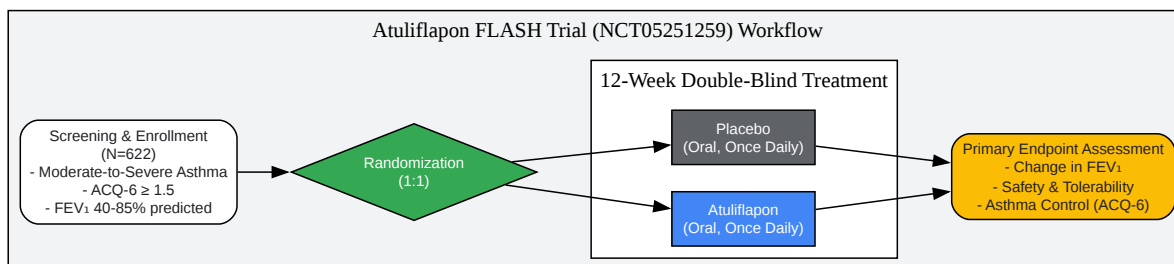 Atuliflapon FLASH Trial (NCT05251259) Workflow
12-Week Double-Blind Treatment
Screening & Enrollment
(N=622)
- Moderate-to-Severe Asthma
- ACQ-6 ≥ 1.5
- FEV₁ 40-85% predicted
Randomization
(1:1)
Placebo
(Oral, Once Daily)
Atuliflapon
(Oral, Once Daily)
Primary Endpoint Assessment
- Change in FEV₁
- Safety & Tolerability
- Asthma Control (ACQ-6)